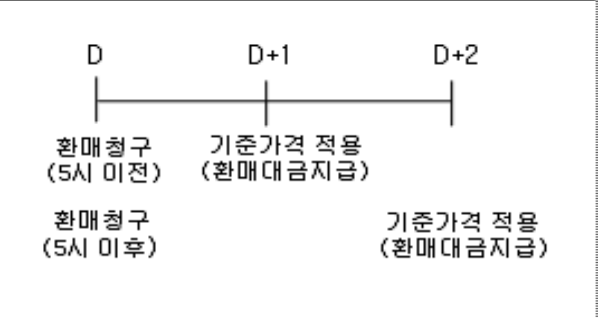 D D+1 D+2
환매청구 기준가격 적용
(5시 이전) (환매대금지급)
환매청구 기준가격 적용
(5시 이후) (환매대금지급)